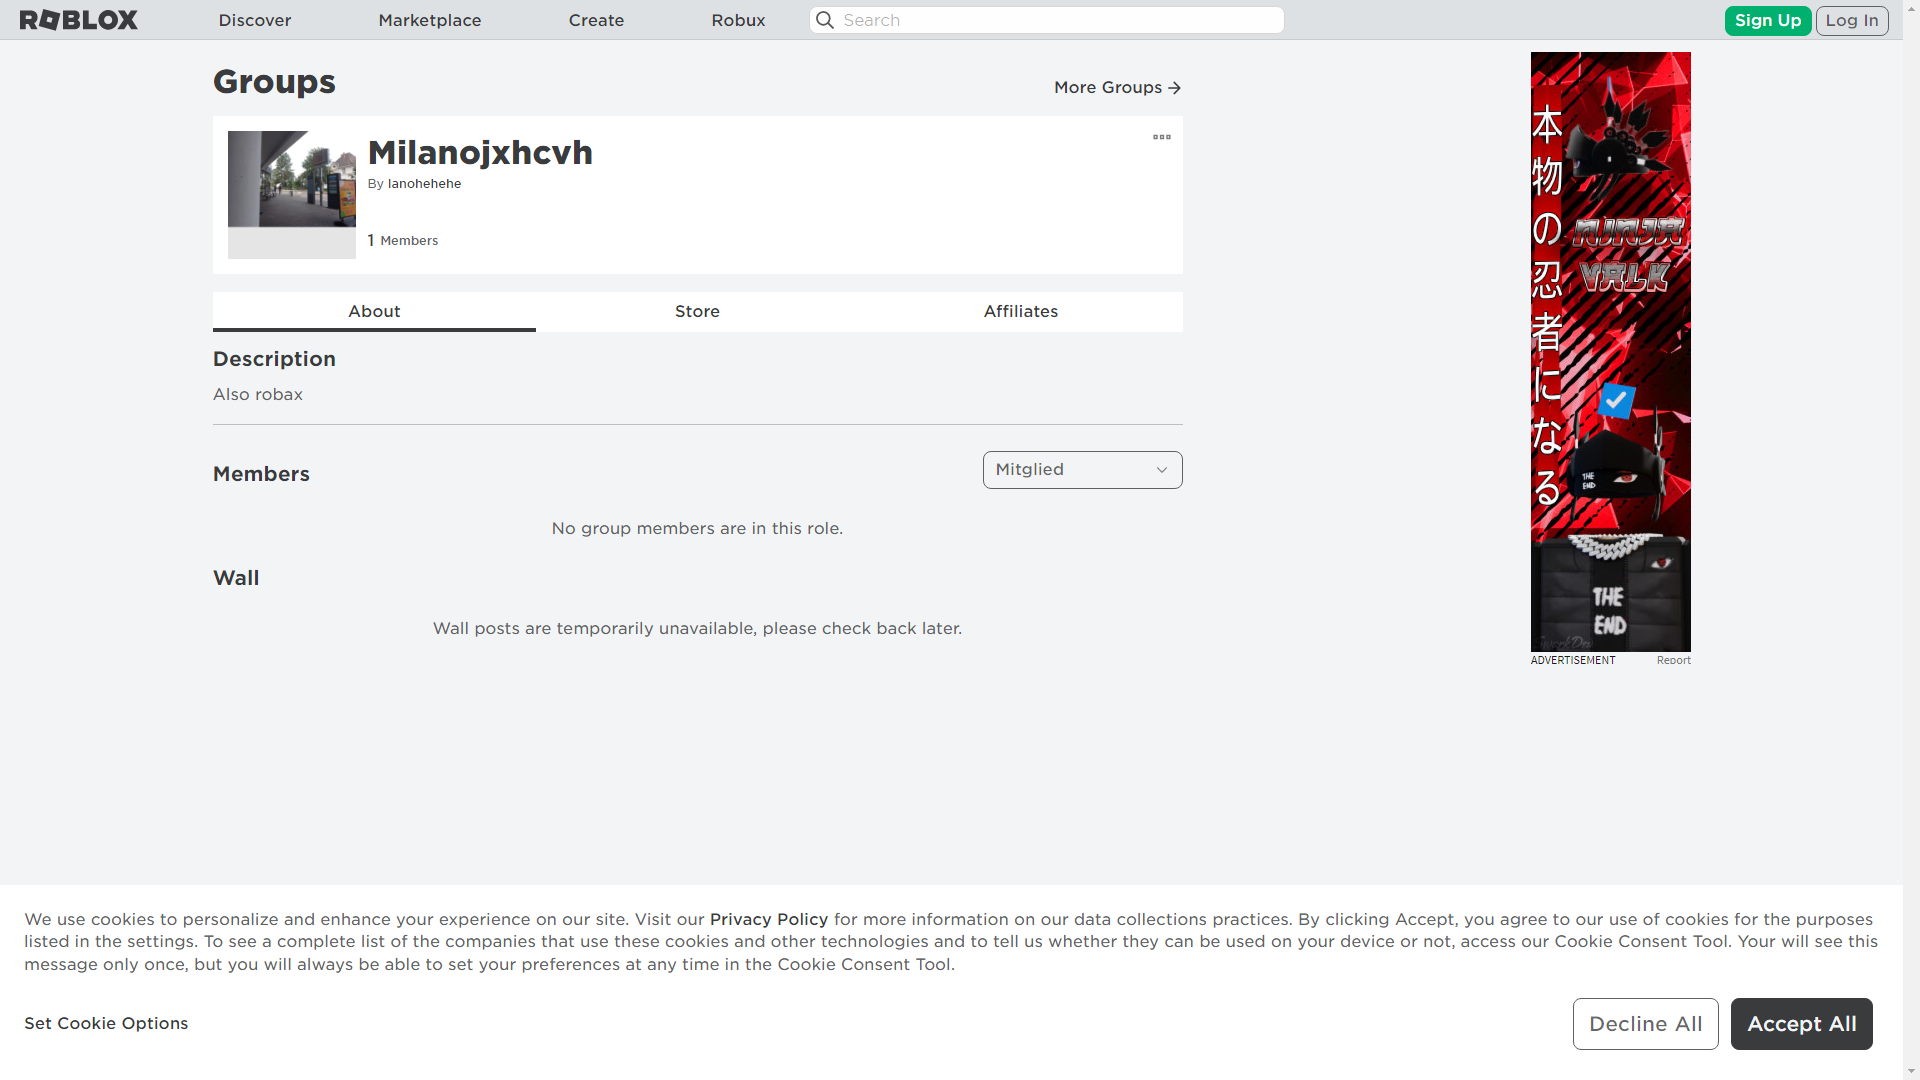 ROBLOX
Discover
Marketplace
Create
Robux
Search
Sign Up
Log In
Groups
More Groups
Milanojxhcvh
By lanohehehe
1 Members
About
Store
Affiliates
Description
Also robax
Members
Mitglied
No group members are in this role.
Wall
Wall posts are temporarily unavailable, please check back later.
本物の忍者になる
NINJA
VALK
THE
END
THE
END
ADVERTISEMENT
Report
We use cookies to personalize and enhance your experience on our site. Visit our Privacy Policy for more information on our data collections practices. By clicking Accept, you agree to our use of cookies for the purposes
listed in the settings. To see a complete list of the companies that use these cookies and other technologies and to tell us whether they can be used on your device or not, access our Cookie Consent Tool. Your will see this
message only once, but you will always be able to set your preferences at any time in the Cookie Consent Tool.
Set Cookie Options
Decline All
Accept All